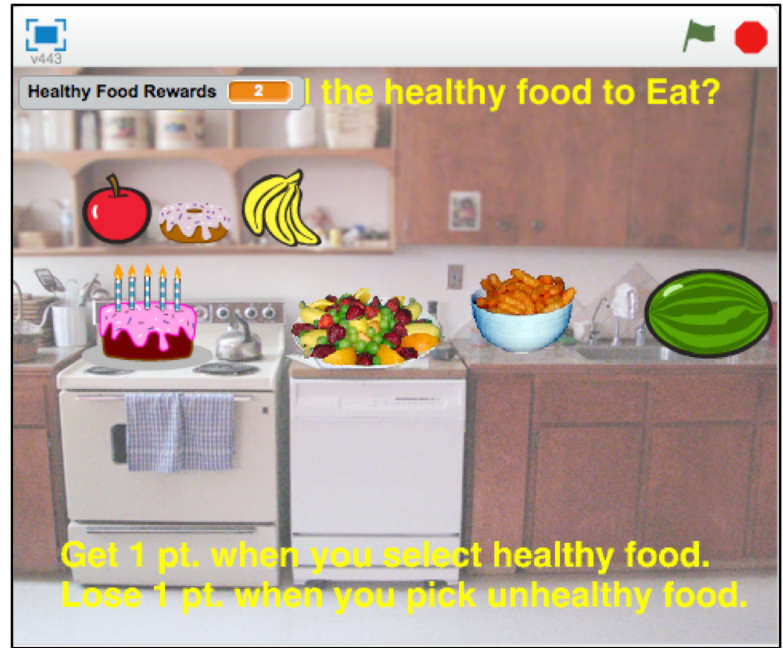 v443
Healthy Food Rewards 2
the healthy food to Eat?
Get 1 pt. when you select healthy food.
Lose 1 pt. when you pick unhealthy food.